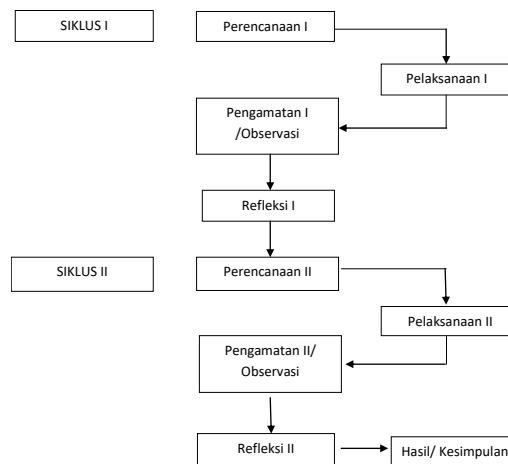 SIKLUS I
Perencanaan I
Pelaksanaan I
Pengamatan I
/Observasi
Refleksi I
SIKLUS II
Perencanaan II
Pelaksanaan II
Pengamatan II/
Observasi
Refleksi II
Hasil/ Kesimpulan